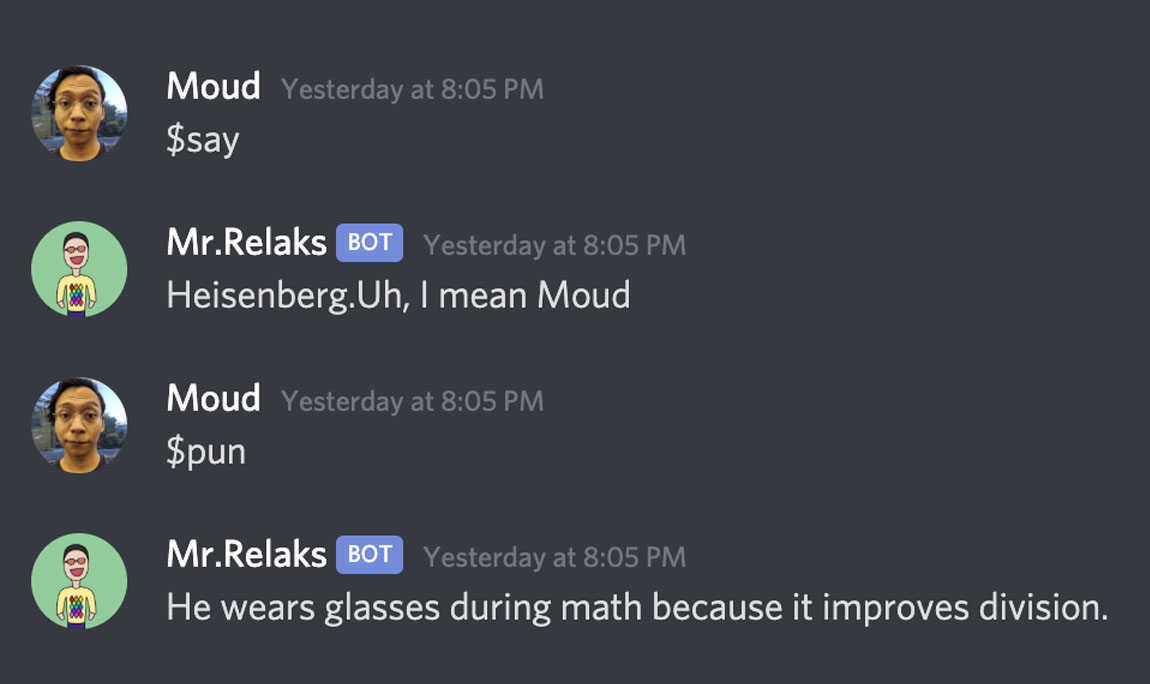 Moud Yesterday at 8:05 PM
$say
Mr.Relaks BOT Yesterday at 8:05 PM
Heisenberg.Uh, I mean Moud
Moud Yesterday at 8:05 PM
$pun
Mr.Relaks BOT Yesterday at 8:05 PM
He wears glasses during math because it improves division.